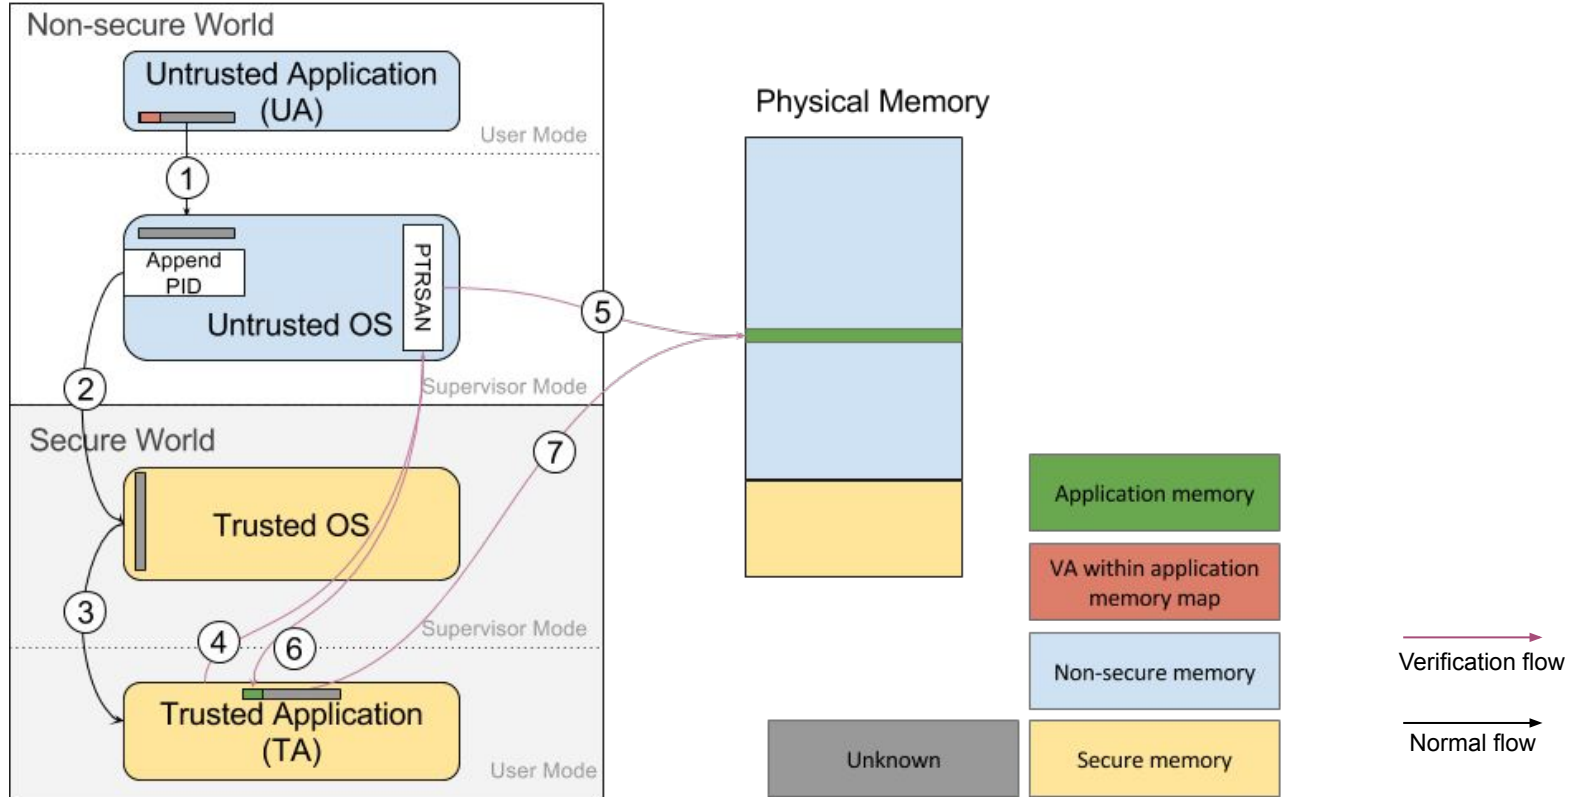 Non-secure World
Untrusted Application
(UA)
User Mode
1
Append
PID
PTRSAN
Untrusted OS
Supervisor Mode
2
5
Secure World
7
Trusted OS
3
4
6
Supervisor Mode
Trusted Application
(TA)
User Mode
Physical Memory
Application memory
VA within application
memory map
Non-secure memory
Unknown
Secure memory
Verification flow
Normal flow